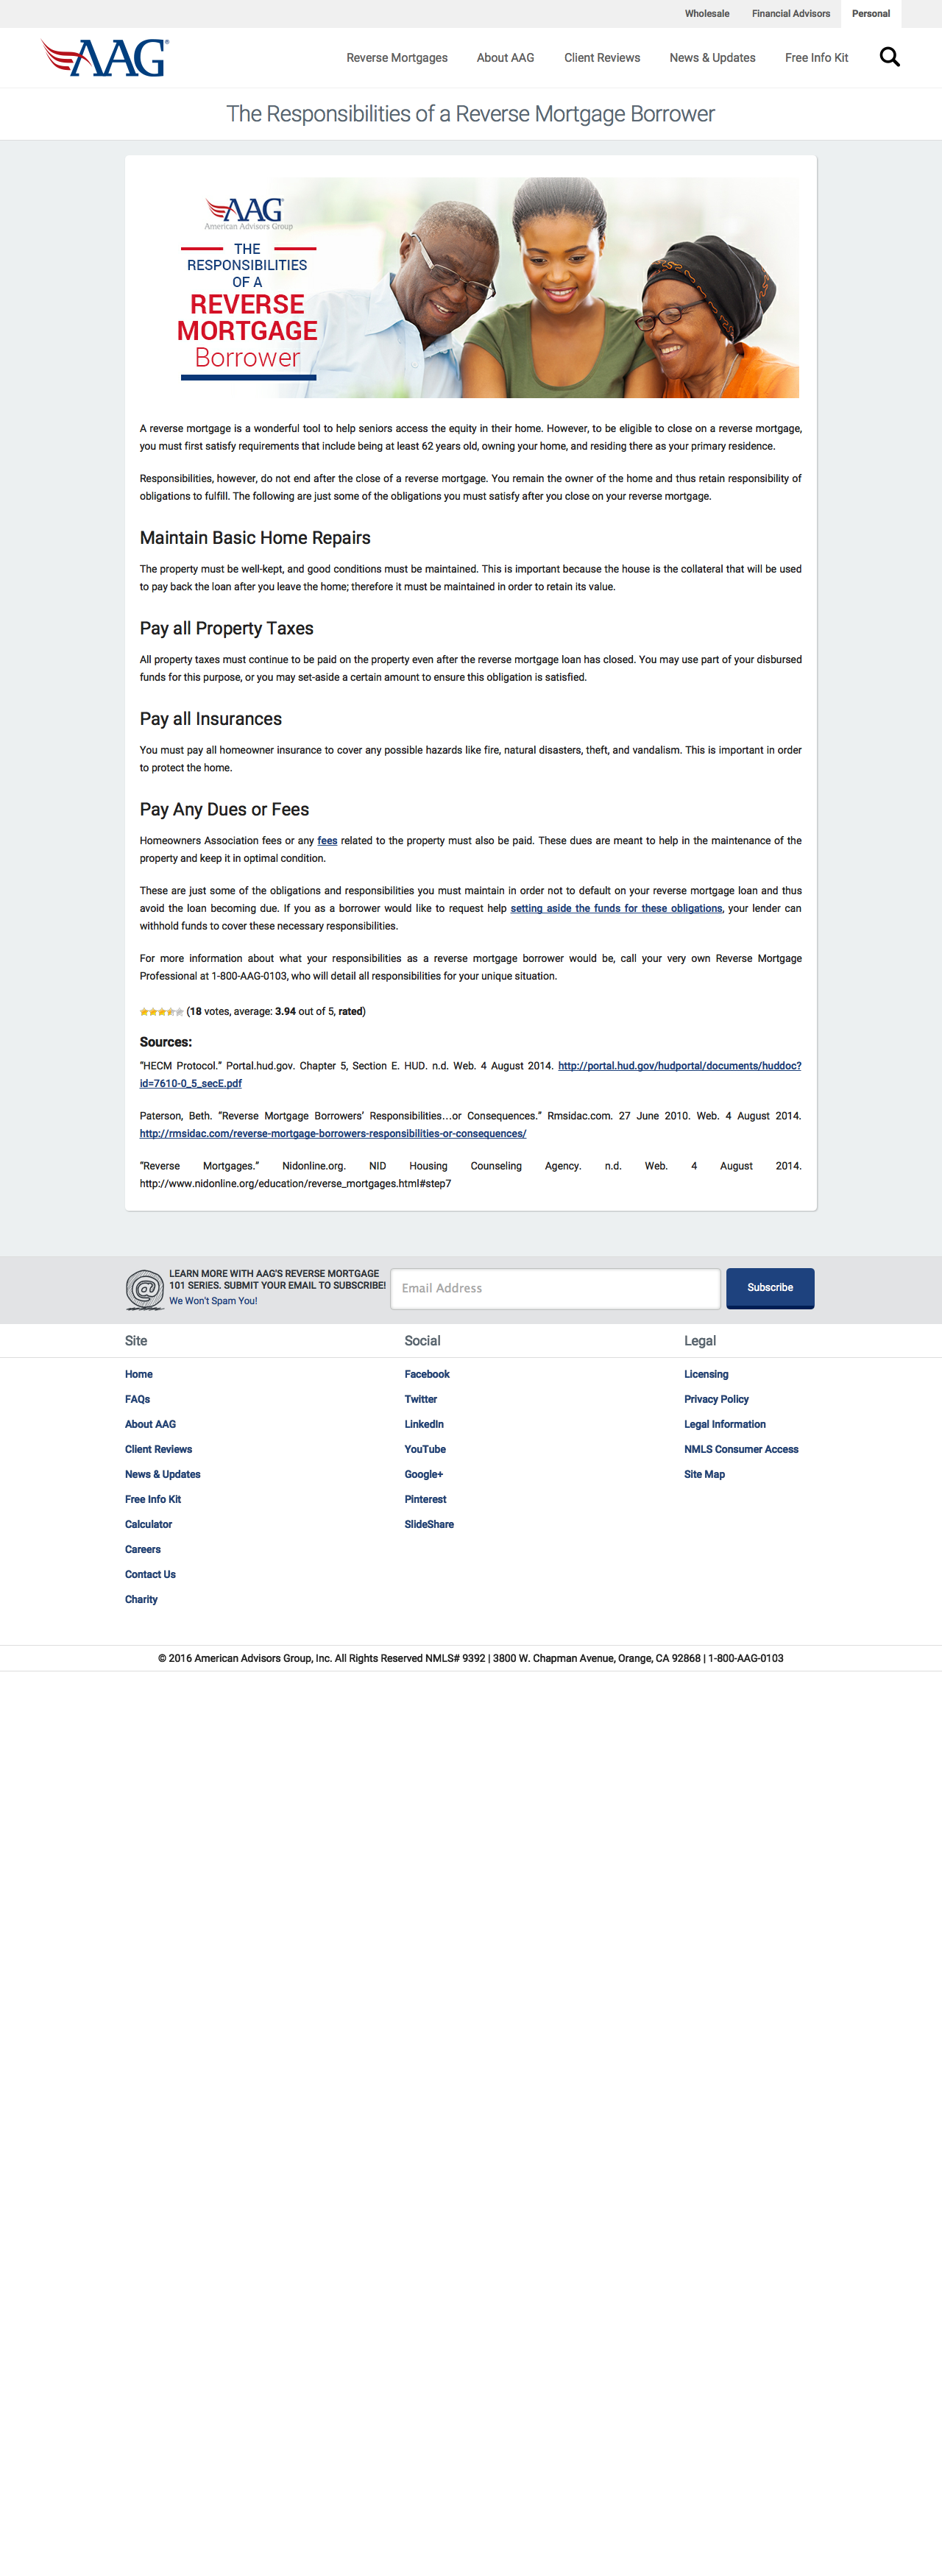 Wholesale Financial Advisors Personal
AAG®
Reverse Mortgages About AAG Client Reviews News & Updates Free Info Kit
The Responsibilities of a Reverse Mortgage Borrower
AAG®
American Advisors Group
THE
RESPONSIBILITIES
OF A
REVERSE
MORTGAGE
Borrower
A reverse mortgage is a wonderful tool to help seniors access the equity in their home. However, to be eligible to close on a reverse mortgage,
you must first satisfy requirements that include being at least 62 years old, owning your home, and residing there as your primary residence.
Responsibilities, however, do not end after the close of a reverse mortgage. You remain the owner of the home and thus retain responsibility of
obligations to fulfill. The following are just some of the obligations you must satisfy after you close on your reverse mortgage.
Maintain Basic Home Repairs
The property must be well-kept, and good conditions must be maintained. This is important because the house is the collateral that will be used
to pay back the loan after you leave the home; therefore it must be maintained in order to retain its value.
Pay all Property Taxes
All property taxes must continue to be paid on the property even after the reverse mortgage loan has closed. You may use part of your disbursed
funds for this purpose, or you may set-aside a certain amount to ensure this obligation is satisfied.
Pay all Insurances
You must pay all homeowner insurance to cover any possible hazards like fire, natural disasters, theft, and vandalism. This is important in order
to protect the home.
Pay Any Dues or Fees
Homeowners Association fees or any fees related to the property must also be paid. These dues are meant to help in the maintenance of the
property and keep it in optimal condition.
These are just some of the obligations and responsibilities you must maintain in order not to default on your reverse mortgage loan and thus
avoid the loan becoming due. If you as a borrower would like to request help setting aside the funds for these obligations, your lender can
withhold funds to cover these necessary responsibilities.
For more information about what your responsibilities as a reverse mortgage borrower would be, call your very own Reverse Mortgage
Professional at 1-800-AAG-0103, who will detail all responsibilities for your unique situation.
(18 votes, average: 3.94 out of 5, rated)
Sources:
“HECM Protocol.” Portal.hud.gov. Chapter 5, Section E. HUD. n.d. Web. 4 August 2014. http://portal.hud.gov/hudportal/documents/huddoc?
id=7610-0_5_secE.pdf
Paterson, Beth. “Reverse Mortgage Borrowers’ Responsibilities…or Consequences.” Rmsidac.com. 27 June 2010. Web. 4 August 2014.
http://rmsidac.com/reverse-mortgage-borrowers-responsibilities-or-consequences/
“Reverse Mortgages.” Nidonline.org. NID Housing Counseling Agency. n.d. Web. 4 August 2014.
http://www.nidonline.org/education/reverse_mortgages.html#step7
@ LEARN MORE WITH AAG'S REVERSE MORTGAGE
101 SERIES. SUBMIT YOUR EMAIL TO SUBSCRIBE!
We Won't Spam You!
Email Address
Subscribe
Site
Home
FAQs
About AAG
Client Reviews
News & Updates
Free Info Kit
Calculator
Careers
Contact Us
Charity
Social
Facebook
Twitter
LinkedIn
YouTube
Google+
Pinterest
SlideShare
Legal
Licensing
Privacy Policy
Legal Information
NMLS Consumer Access
Site Map
© 2016 American Advisors Group, Inc. All Rights Reserved NMLS# 9392 | 3800 W. Chapman Avenue, Orange, CA 92868 | 1-800-AAG-0103